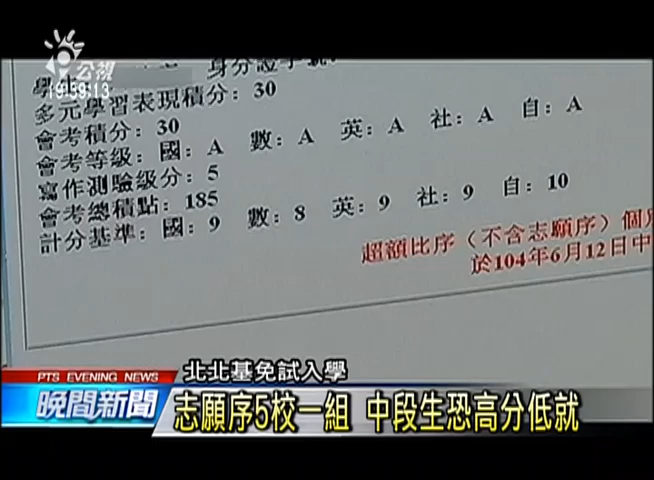 公視
19:59:13
學生
身分證字號:
多元學習表現積分: 30
會考積分: 30
會考等級: 國: A 數: A 英: A 社: A 自: A
寫作測驗級分: 5
會考總積點: 185
計分基準: 國: 9 數: 8 英: 9 社: 9 自: 10
超額比序（不含志願序）個別
於104年6月12日中
北北基免試入學
PTS EVENING NEWS
晚間新聞
志願序5校一組 中段生恐高分低就